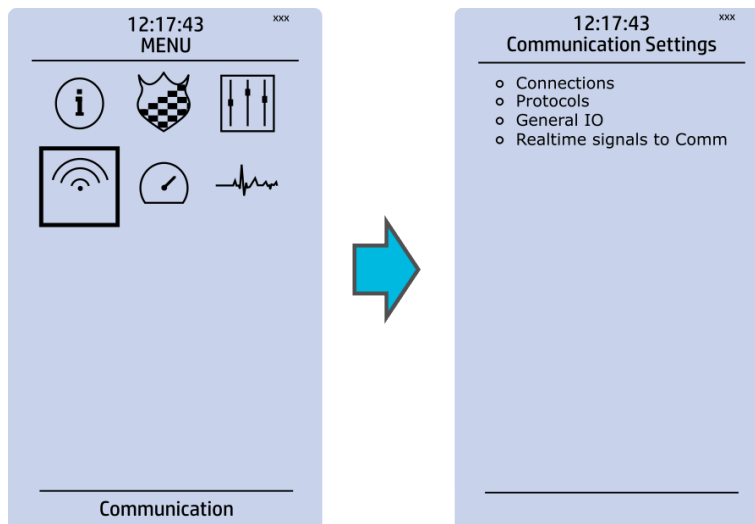 12:17:43 xxx
MENU
i
Communication
12:17:43 xxx
Communication Settings
Connections
Protocols
General IO
Realtime signals to Comm